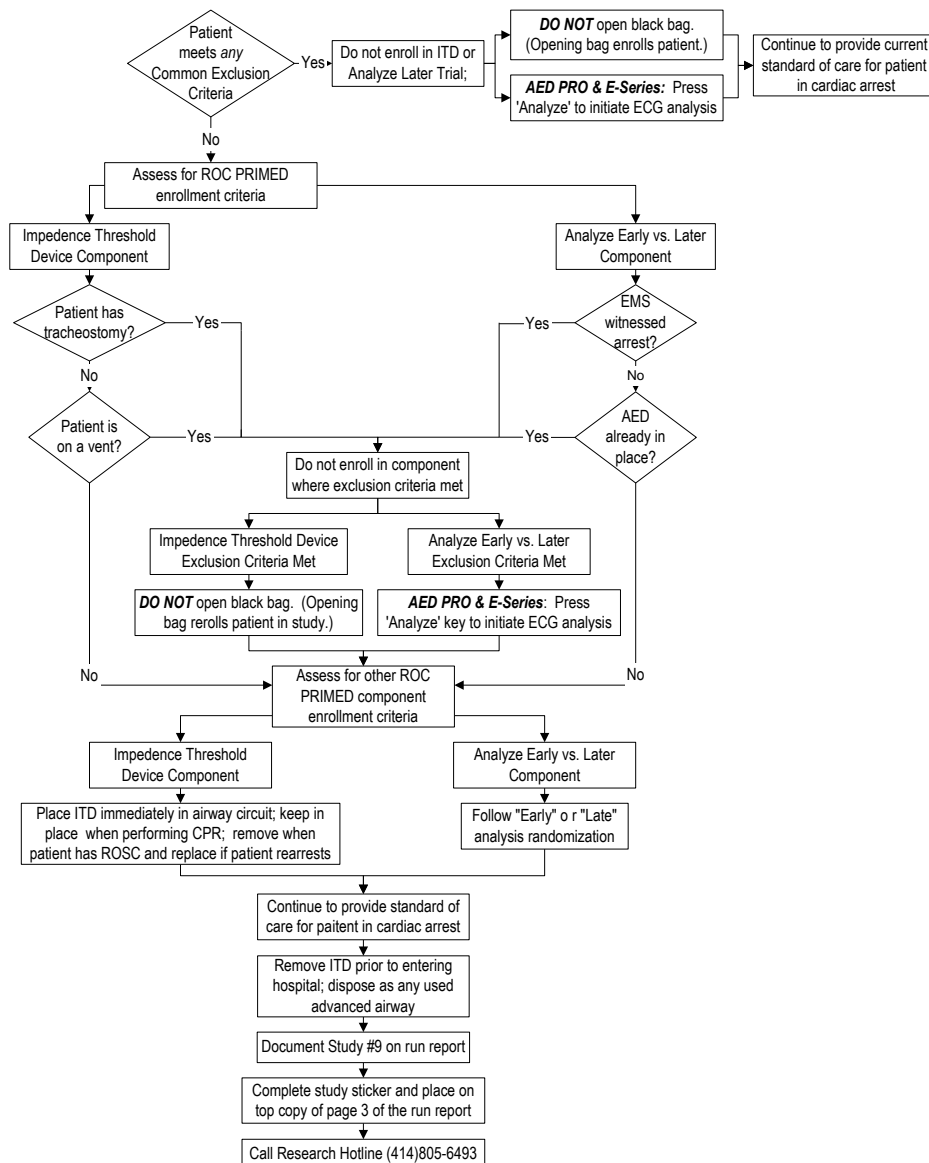 Patient
meets any
Common Exclusion
Criteria
Yes
Do not enroll in ITD or
Analyze Later Trial;
DO NOT open black bag.
(Opening bag enrolls patient.)
AED PRO & E-Series: Press
'Analyze' to initiate ECG analysis
Continue to provide current
standard of care for patient
in cardiac arrest
No
Assess for ROC PRIMED
enrollment criteria
Impedence Threshold
Device Component
Analyze Early vs. Later
Component
Patient has
tracheostomy?
Yes
Yes
EMS
witnessed
arrest?
No
No
Patient is
on a vent?
Yes
Yes
AED
already in
place?
Do not enroll in component
where exclusion criteria met
Impedence Threshold Device
Exclusion Criteria Met
Analyze Early vs. Later
Exclusion Criteria Met
DO NOT open black bag. (Opening
bag rerolls patient in study.)
AED PRO & E-Series: Press
'Analyze' key to initiate ECG analysis
No
No
Assess for other ROC
PRIMED component
enrollment criteria
Impedence Threshold
Device Component
Analyze Early vs. Later
Component
Place ITD immediately in airway circuit; keep in
place when performing CPR; remove when
patient has ROSC and replace if patient rearrests
Follow "Early" o r "Late"
analysis randomization
Continue to provide standard of
care for paitent in cardiac arrest
Remove ITD prior to entering
hospital; dispose as any used
advanced airway
Document Study #9 on run report
Complete study sticker and place on
top copy of page 3 of the run report
Call Research Hotline (414)805-6493